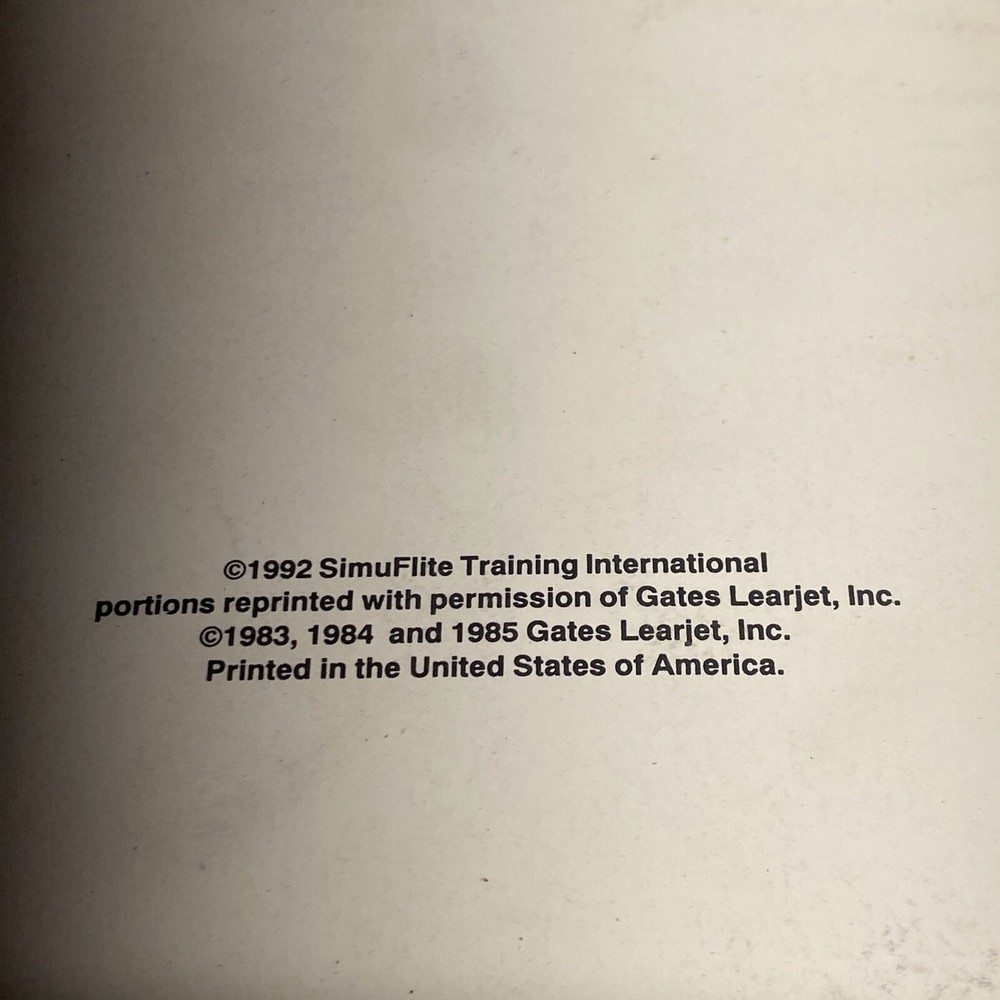 ©1992 SimuFlite Training International
portions reprinted with permission of Gates Learjet, Inc.
©1983, 1984 and 1985 Gates Learjet, Inc.
Printed in the United States of America.